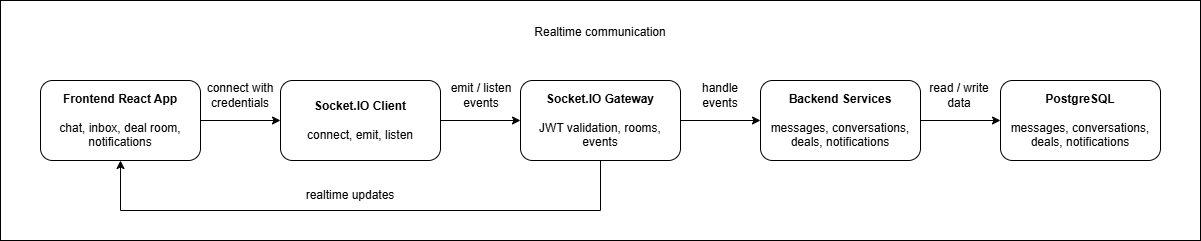 Realtime communication
Frontend React App
chat, inbox, deal room,
notifications
connect with
credentials
Socket.IO Client
connect, emit, listen
emit / listen
events
Socket.IO Gateway
JWT validation, rooms,
events
handle
events
Backend Services
messages, conversations,
deals, notifications
read / write
data
PostgreSQL
messages, conversations,
deals, notifications
realtime updates